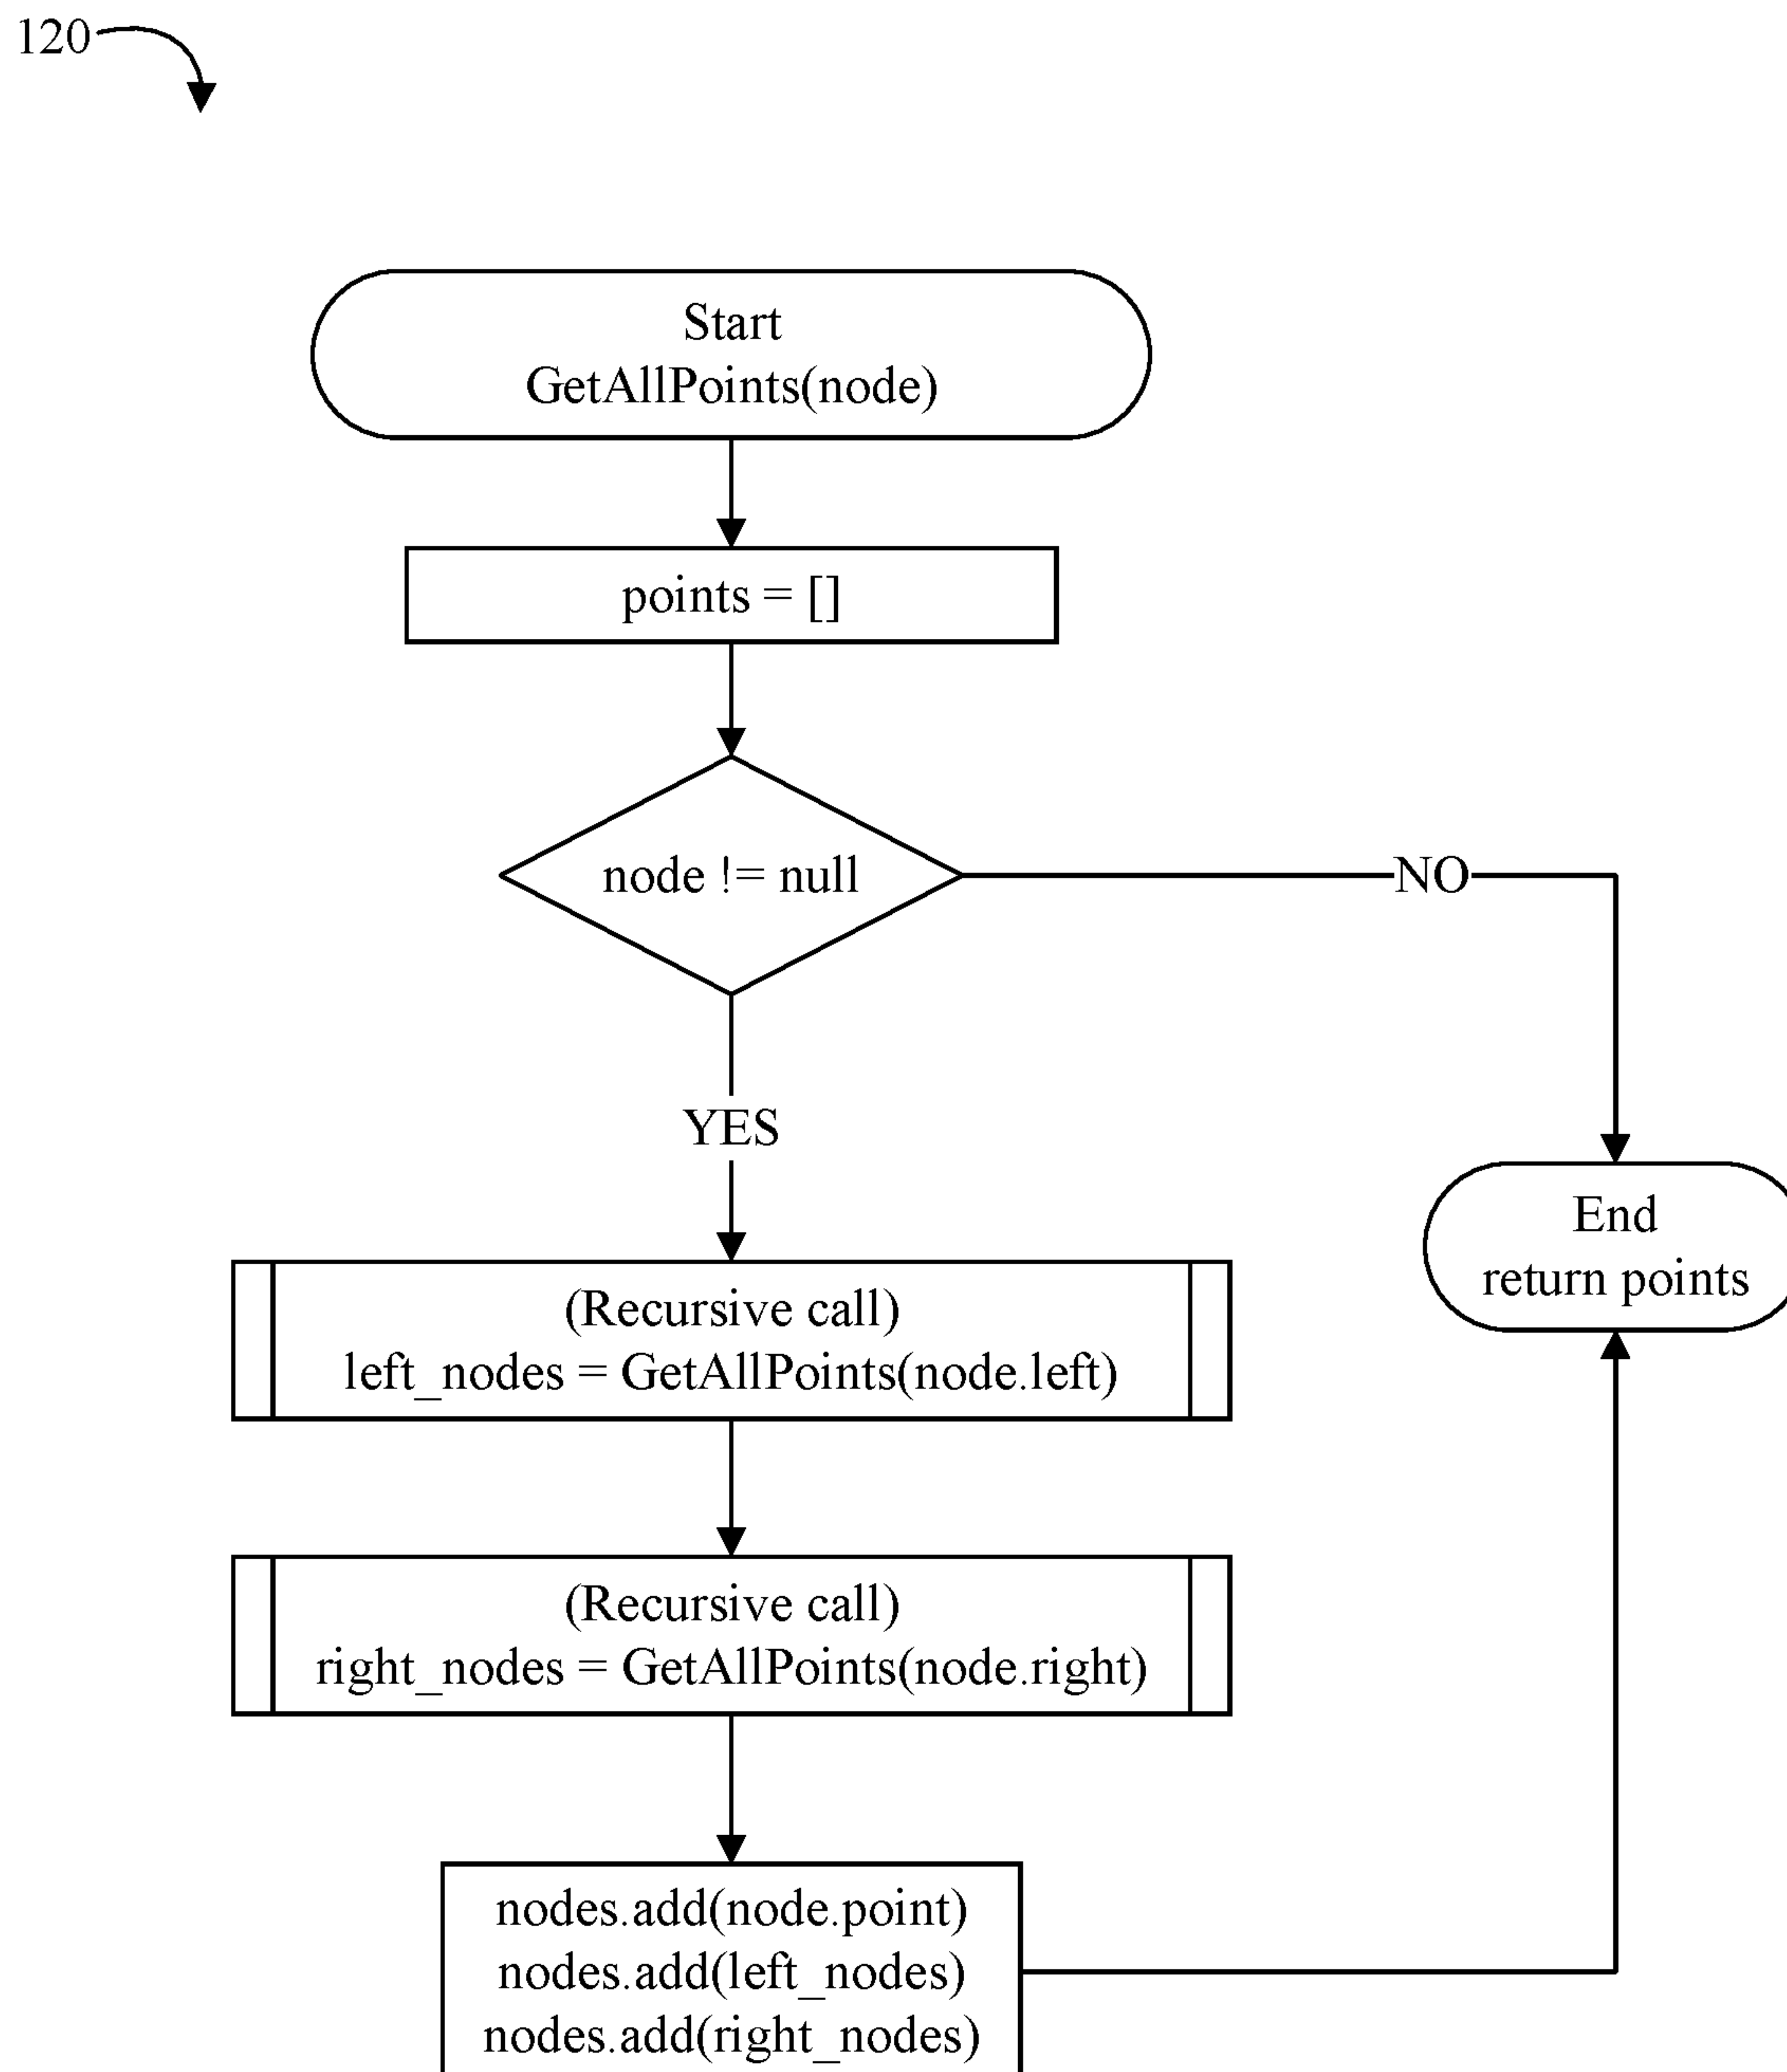 120
Start
GetAllPoints(node)
points = []
node != null
NO
YES
End
return points
(Recursive call)
left_nodes = GetAllPoints(node.left)
(Recursive call)
right_nodes = GetAllPoints(node.right)
nodes.add(node.point)
nodes.add(left_nodes)
nodes.add(right_nodes)